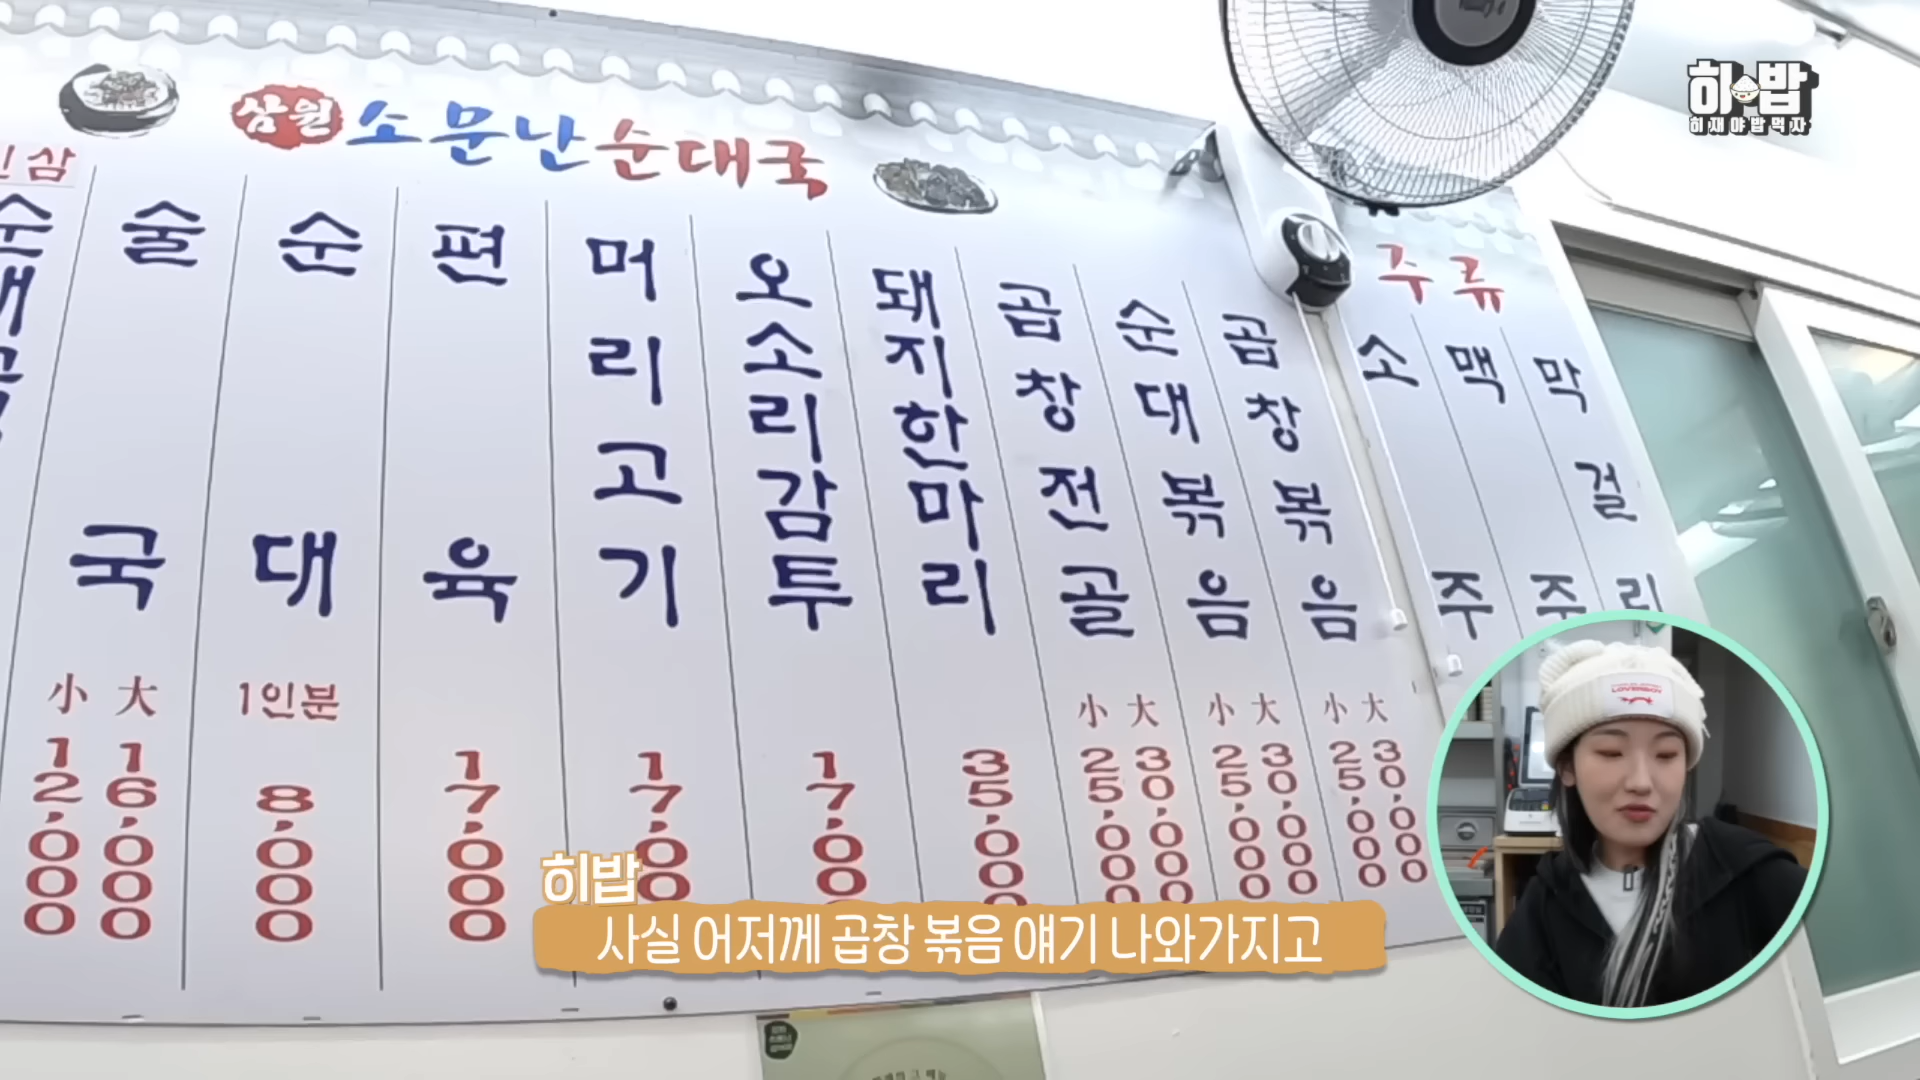 히밥
히재야밥먹자
삼원 소문난 순대국
인삼
술국
小 大
12,000 16,000
순대
1인분
8,000
편육
17,000
머리고기
17,000
오소리감투
17,000
돼지한마리
35,000
곱창전골
小 大
25,000 30,000
순대볶음
小 大
25,000 30,000
곱창볶음
小 大
25,000 30,000
주류
소주
맥주
막걸리
LOVERBOY
히밥
사실 어저께 곱창 볶음 얘기 나와가지고